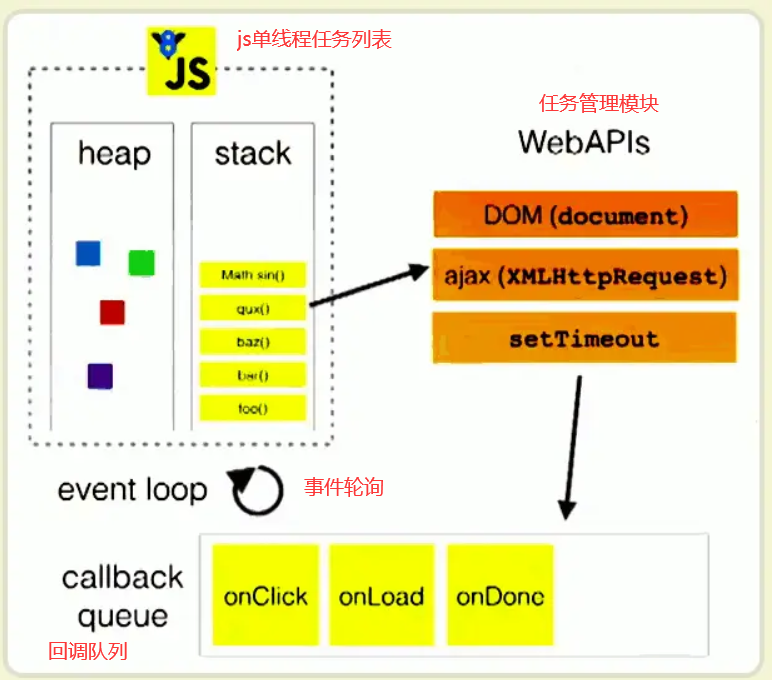 js单线程任务列表
JS
heap
stack
Math sin()
qux()
baz()
bar()
foo()
任务管理模块
WebAPIs
DOM (document)
ajax (XMLHttpRequest)
setTimeout
event loop
事件轮询
callback
queue
回调队列
onClick
onLoad
onDone